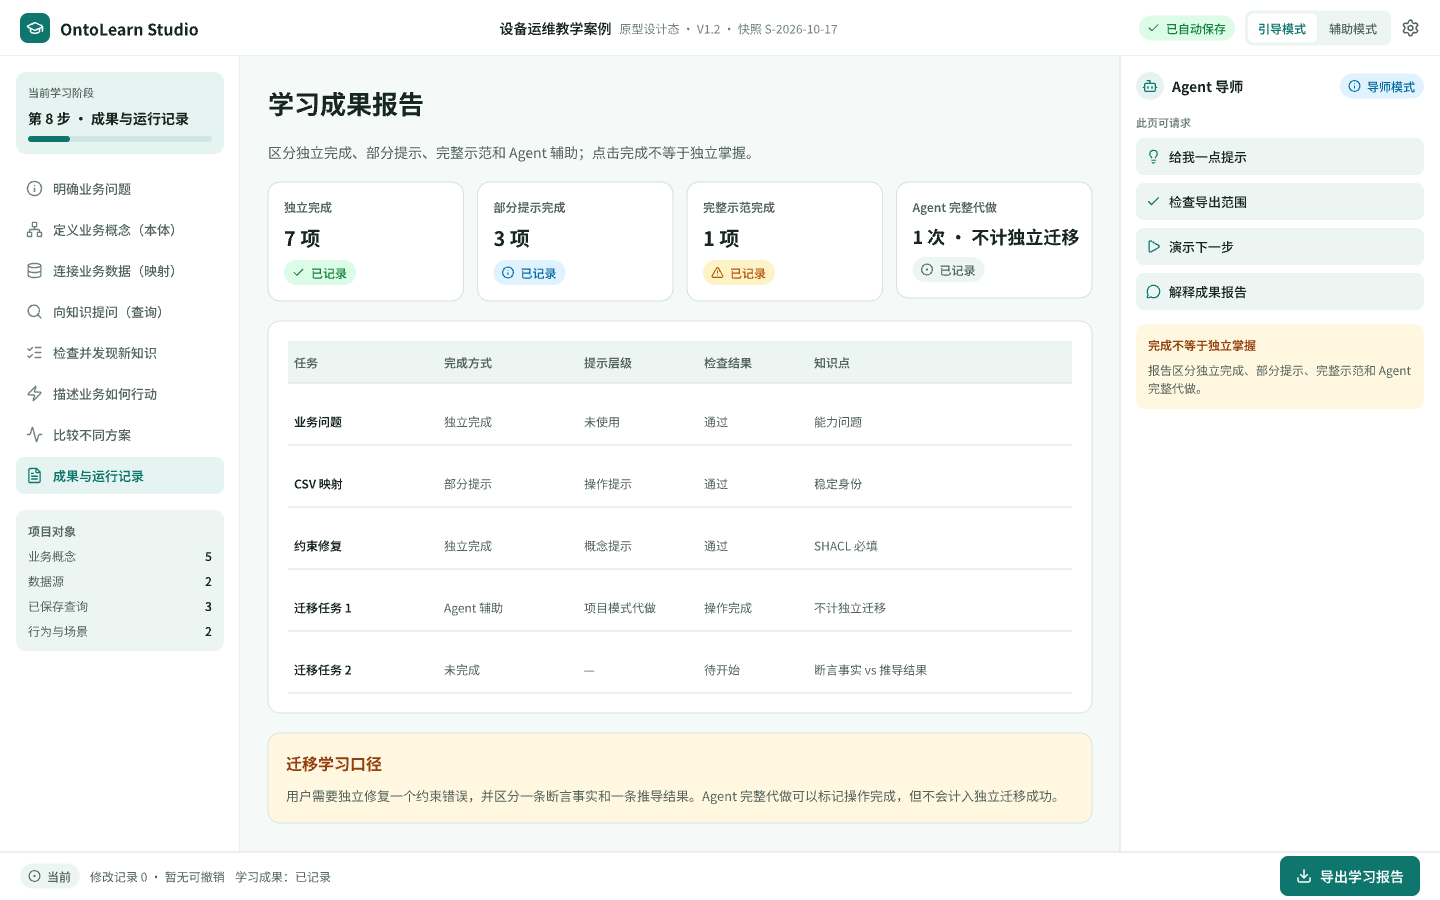 OntoLearn Studio
设备运维教学案例 原型设计态 • V1.2 • 快照 S-2026-10-17
已自动保存 引导模式 辅助模式
当前学习阶段
第 8 步 • 成果与运行记录
明确业务问题
定义业务概念（本体）
连接业务数据（映射）
向知识提问（查询）
检查并发现新知识
描述业务如何行动
比较不同方案
成果与运行记录
项目对象
业务概念 5
数据源 2
已保存查询 3
行为与场景 2
学习成果报告
区分独立完成、部分提示、完整示范和 Agent 辅助；点击完成不等于独立掌握。
独立完成
7 项
已记录
部分提示完成
3 项
已记录
完整示范完成
1 项
已记录
Agent 完整代做
1 次 • 不计独立迁移
已记录
任务 完成方式 提示层级 检查结果 知识点
业务问题 独立完成 未使用 通过 能力问题
CSV 映射 部分提示 操作提示 通过 稳定身份
约束修复 独立完成 概念提示 通过 SHACL 必填
迁移任务 1 Agent 辅助 项目模式代做 操作完成 不计独立迁移
迁移任务 2 未完成 — 待开始 断言事实 vs 推导结果
迁移学习口径
用户需要独立修复一个约束错误，并区分一条断言事实和一条推导结果。Agent 完整代做可以标记操作完成，但不会计入独立迁移成功。
Agent 导师 导师模式
此页可请求
给我一点提示
检查导出范围
演示下一步
解释成果报告
完成不等于独立掌握
报告区分独立完成、部分提示、完整示范和 Agent
完整代做。
当前 修改记录 0 • 暂无可撤销 学习成果：已记录
导出学习报告